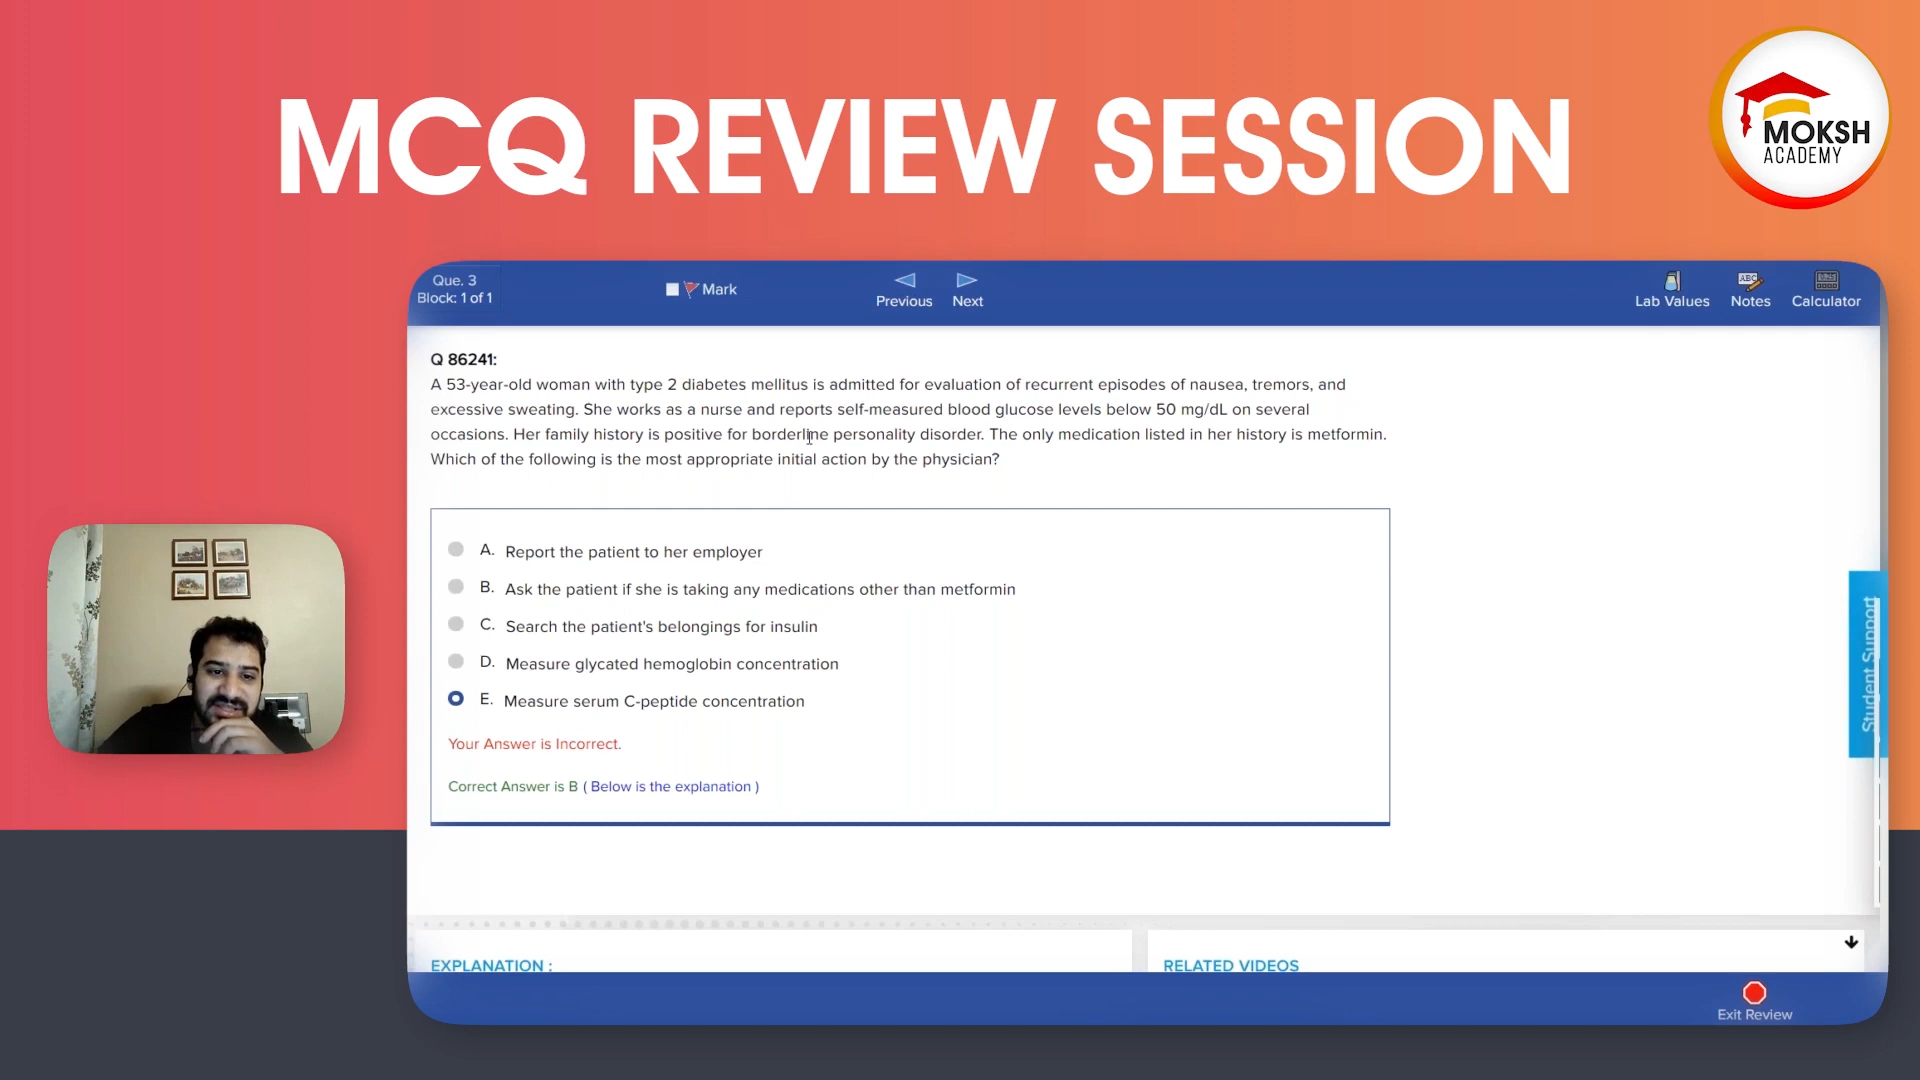 MCQ REVIEW SESSION
MOKSH
ACADEMY
Que. 3
Block: 1 of 1
Mark
Previous
Next
Lab Values
Notes
Calculator
Q 86241:
A 53-year-old woman with type 2 diabetes mellitus is admitted for evaluation of recurrent episodes of nausea, tremors, and
excessive sweating. She works as a nurse and reports self-measured blood glucose levels below 50 mg/dL on several
occasions. Her family history is positive for borderline personality disorder. The only medication listed in her history is metformin.
Which of the following is the most appropriate initial action by the physician?
A. Report the patient to her employer
B. Ask the patient if she is taking any medications other than metformin
C. Search the patient's belongings for insulin
D. Measure glycated hemoglobin concentration
E. Measure serum C-peptide concentration
Your Answer is Incorrect.
Correct Answer is B ( Below is the explanation )
Student Support
EXPLANATION :
RELATED VIDEOS
Exit Review